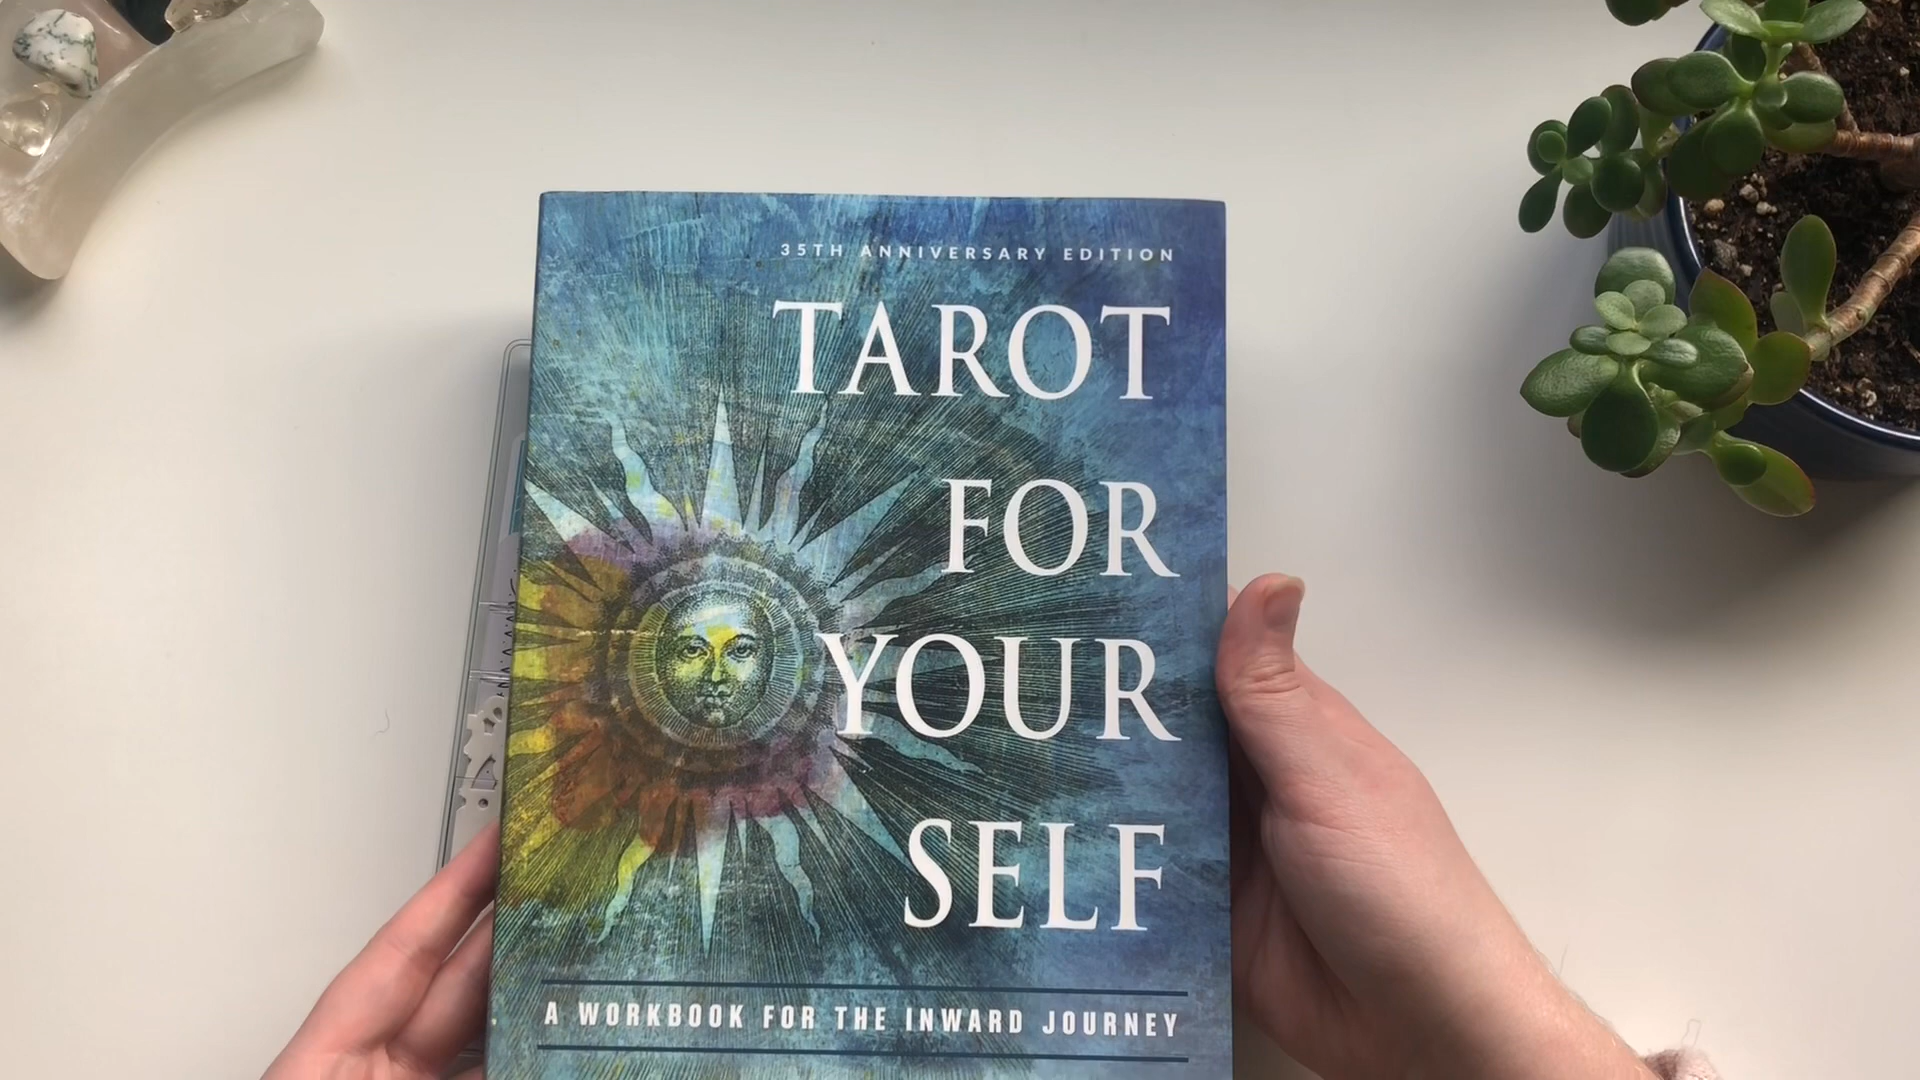 35TH ANNIVERSARY EDITION
TAROT
FOR
YOUR
SELF
A WORKBOOK FOR THE INWARD JOURNEY